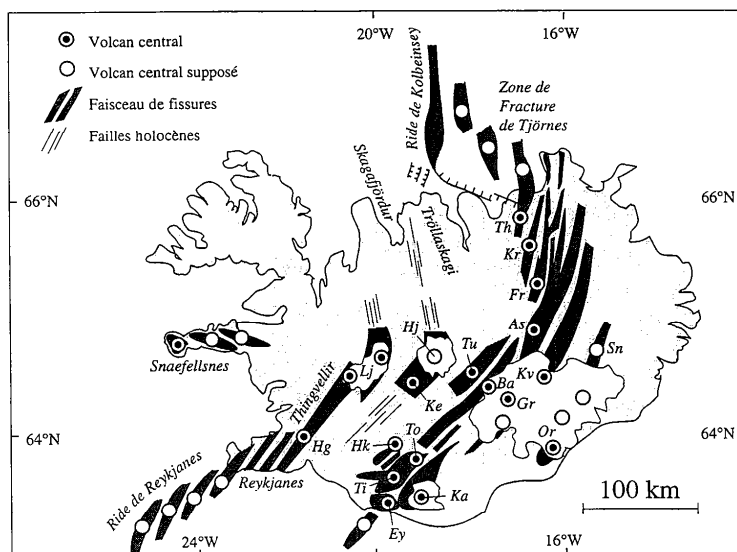 20°W
16°W
Volcan central
Volcan central supposé
Faisceau de fissures
Failles holocènes
Ride de Kolbeinsey
Zone de
Fracture
de Tjörnes
66°N
66°N
Skagafjördur
Tröllaskagi
Th
Kr
Fr
As
Hj
Tu
Sn
Snaefellsnes
Thingvellir
Lj
Ke
Ba
Kv
Gr
64°N
64°N
Hg
Hk
To
Or
Ride de Reykjanes
Reykjanes
Ti
Ka
Ey
100 km
24°W
20°W
16°W